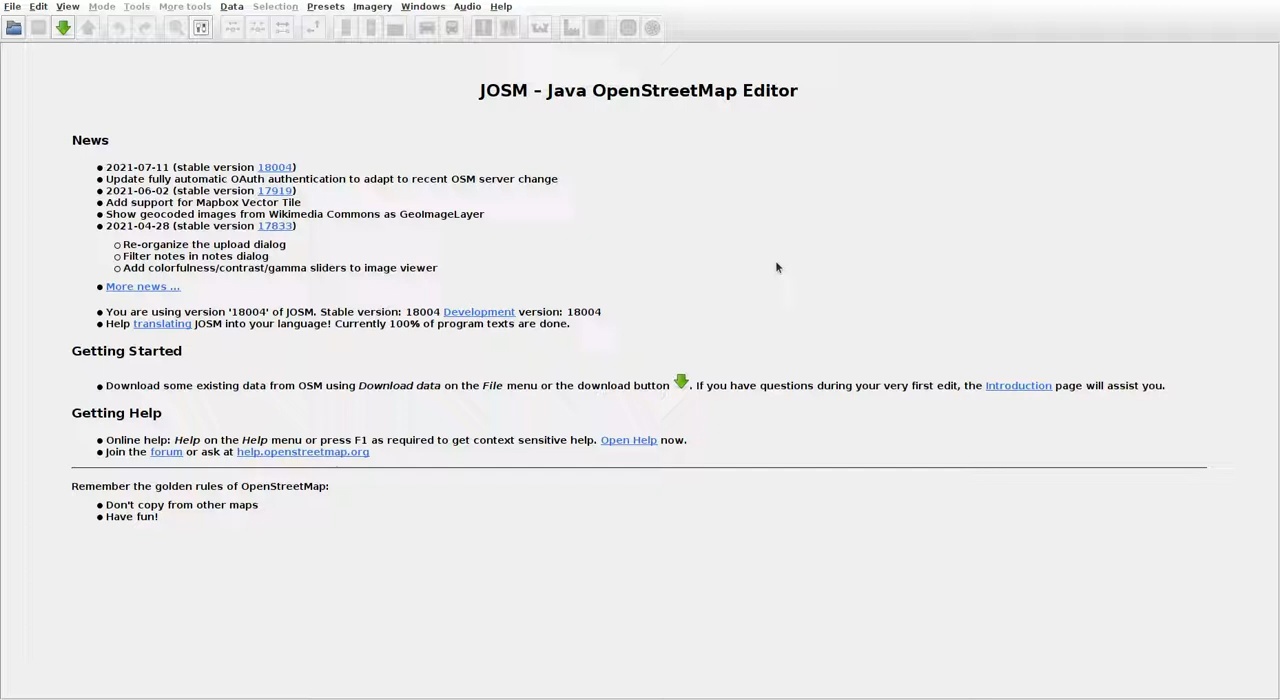 File Edit View Mode Tools More tools Data Selection Presets Imagery Windows Audio Help
JOSM – Java OpenStreetMap Editor
News
● 2021-07-11 (stable version 18004)
● Update fully automatic OAuth authentication to adapt to recent OSM server change
● 2021-06-02 (stable version 17919)
● Add support for Mapbox Vector Tile
● Show geocoded images from Wikimedia Commons as GeoImageLayer
● 2021-04-28 (stable version 17833)
○ Re-organize the upload dialog
○ Filter notes in notes dialog
○ Add colorfulness/contrast/gamma sliders to image viewer
● More news ...
● You are using version '18004' of JOSM. Stable version: 18004 Development version: 18004
● Help translating JOSM into your language! Currently 100% of program texts are done.
Getting Started
● Download some existing data from OSM using Download data on the File menu or the download button . If you have questions during your very first edit, the Introduction page will assist you.
Getting Help
● Online help: Help on the Help menu or press F1 as required to get context sensitive help. Open Help now.
● Join the forum or ask at help.openstreetmap.org
Remember the golden rules of OpenStreetMap:
● Don't copy from other maps
● Have fun!